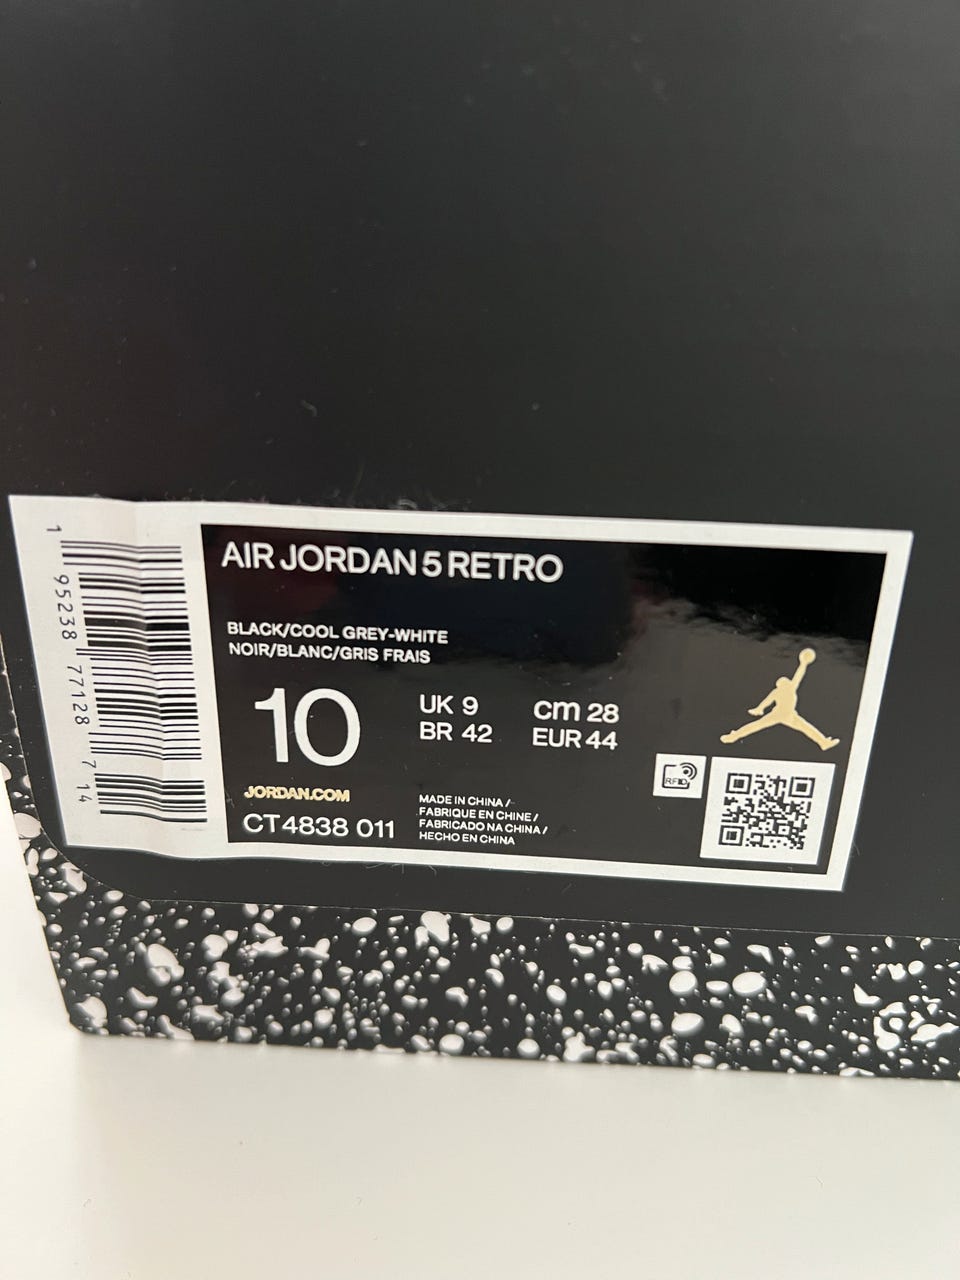 1 95238 77128 7 14
AIR JORDAN 5 RETRO
BLACK/COOL GREY-WHITE
NOIR/BLANC/GRIS FRAIS
10
UK 9
BR 42
cm 28
EUR 44
RFID
JORDAN.COM
CT4838 011
MADE IN CHINA /
FABRIQUE EN CHINE /
FABRICADO NA CHINA /
HECHO EN CHINA